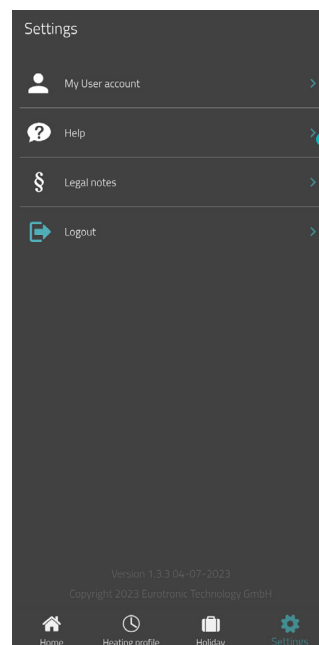 Settings
My User account
Help
Legal notes
Logout
Version 1.3.3 04-07-2023
Copyright 2023 Eurotronic Technology GmbH
Home Heating profile Holiday Settings